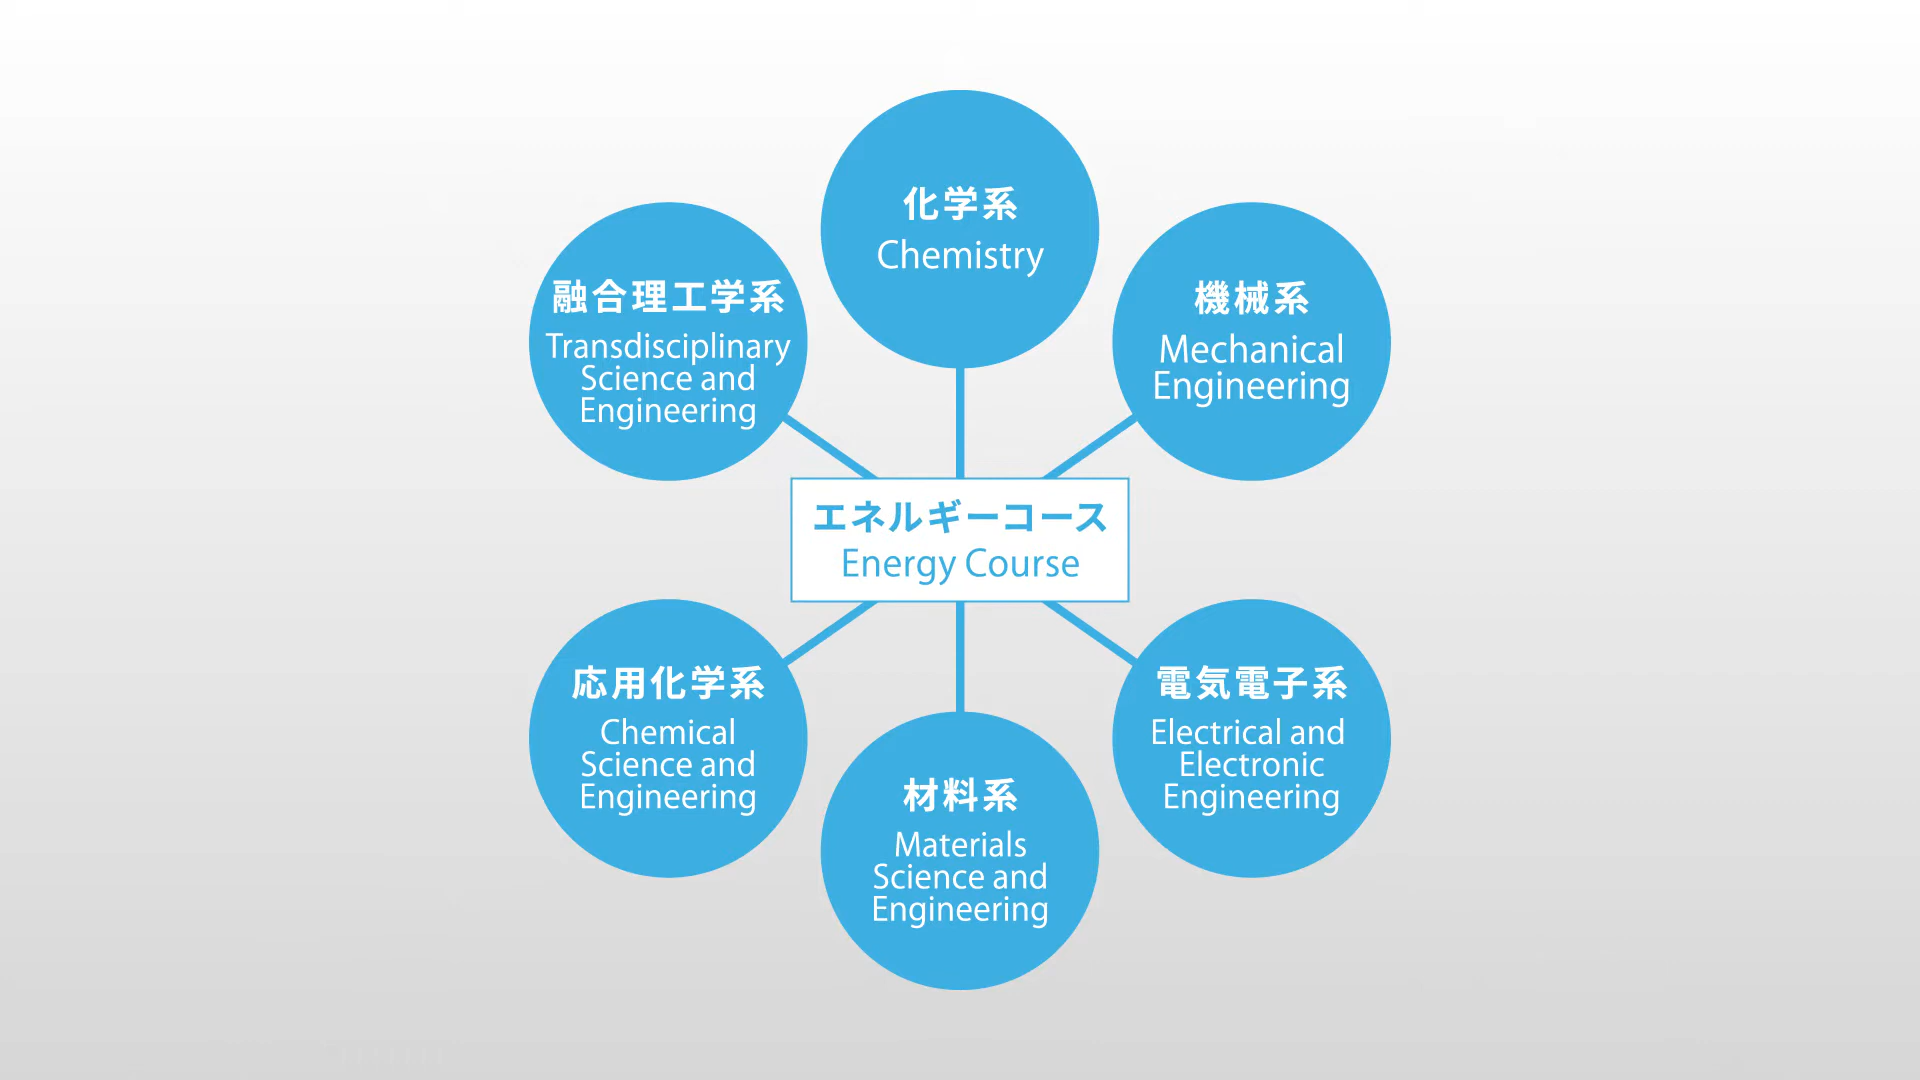 化学系
Chemistry
融合理工学系
Transdisciplinary
Science and
Engineering
機械系
Mechanical
Engineering
エネルギーコース
Energy Course
応用化学系
Chemical
Science and
Engineering
電気電子系
Electrical and
Electronic
Engineering
材料系
Materials
Science and
Engineering